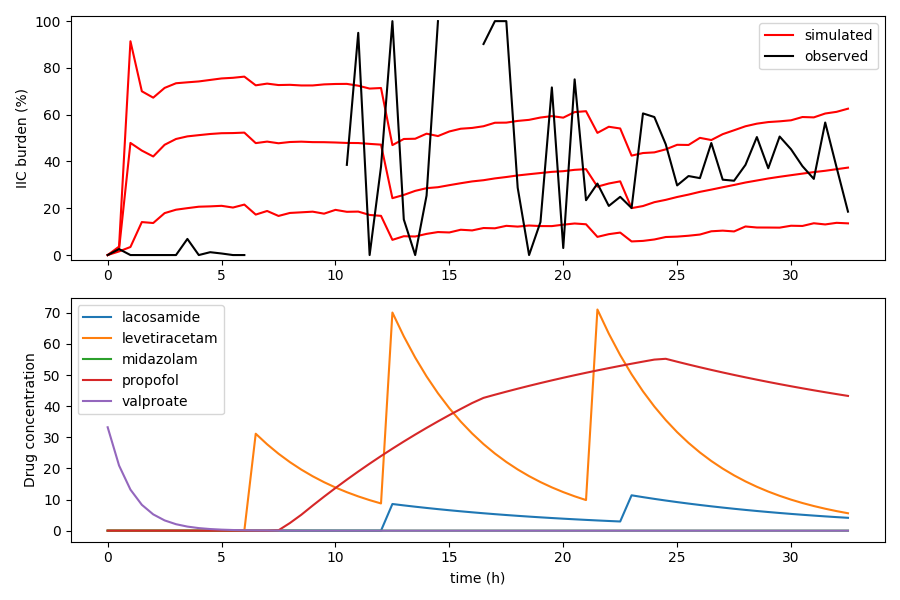 IIC burden (%)
100
80
60
40
20
0
simulated
observed
0 5 10 15 20 25 30
Drug concentration
70
60
50
40
30
20
10
0
lacosamide
levetiracetam
midazolam
propofol
valproate
0 5 10 15 20 25 30
time (h)